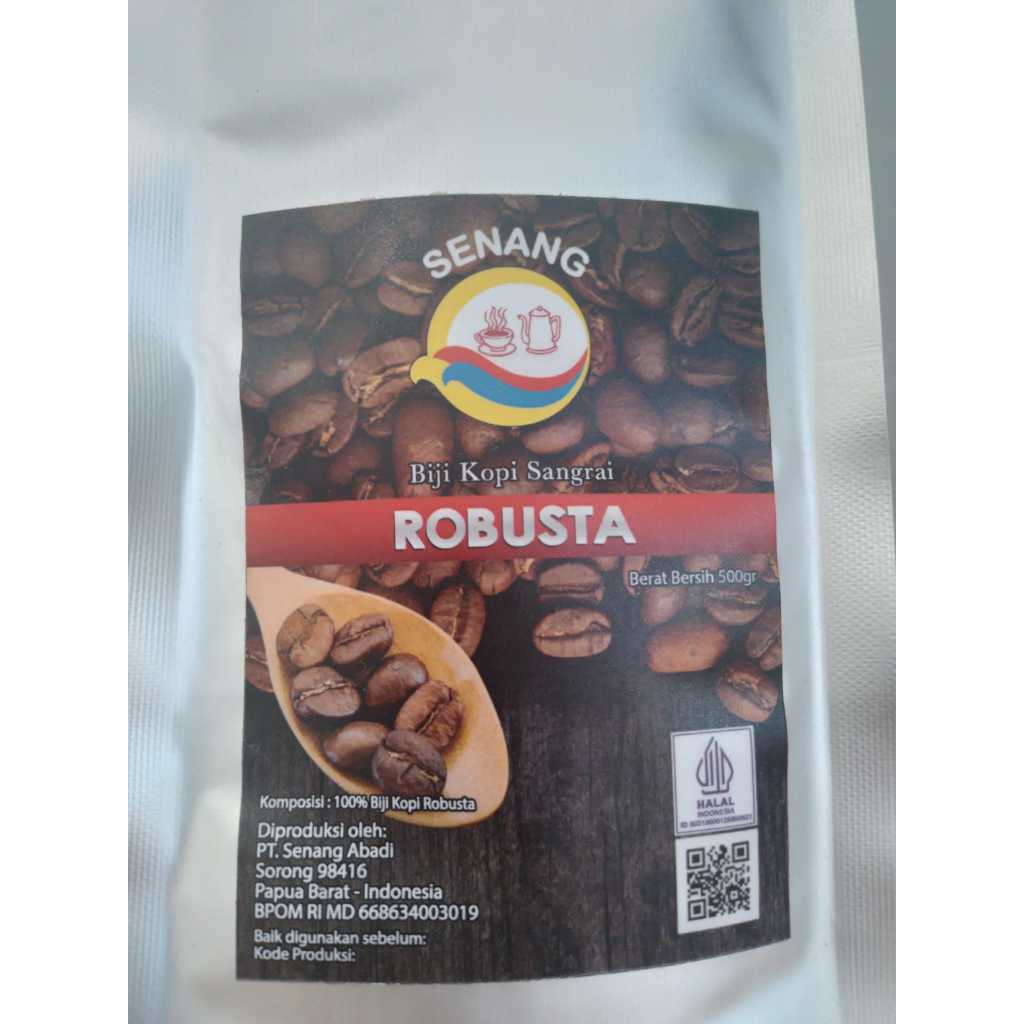 SENANG
Biji Kopi Sangrai
ROBUSTA
Berat Bersih 500gr
HALAL
INDONESIA
Komposisi : 100% Biji Kopi Robusta
Diproduksi oleh:
PT. Senang Abadi
Sorong 98416
Papua Barat - Indonesia
BPOM RI MD 668634003019
Baik digunakan sebelum:
Kode Produksi: